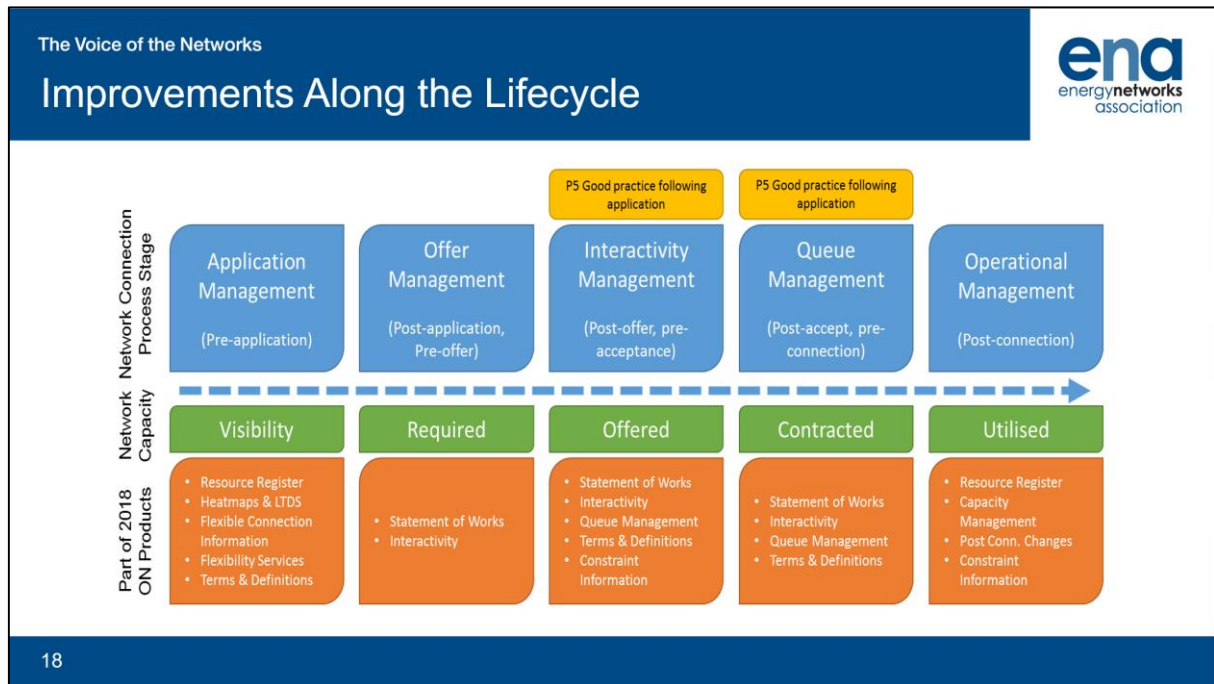 The Voice of the Networks
Improvements Along the Lifecycle
ena
energynetworks
association
P5 Good practice following
application
P5 Good practice following
application
Network Connection
Process Stage
Application
Management
(Pre-application)
Offer
Management
(Post-application,
Pre-offer)
Interactivity
Management
(Post-offer, pre-
acceptance)
Queue
Management
(Post-accept, pre-
connection)
Operational
Management
(Post-connection)
Network
Capacity
Visibility
Required
Offered
Contracted
Utilised
Part of 2018
ON Products
• Resource Register
• Heatmaps & LTDS
• Flexible Connection
Information
• Flexibility Services
• Terms & Definitions
• Statement of Works
• Interactivity
• Statement of Works
• Interactivity
• Queue Management
• Terms & Definitions
• Constraint
Information
• Statement of Works
• Interactivity
• Queue Management
• Terms & Definitions
• Resource Register
• Capacity
Management
• Post Conn. Changes
• Constraint
Information
18